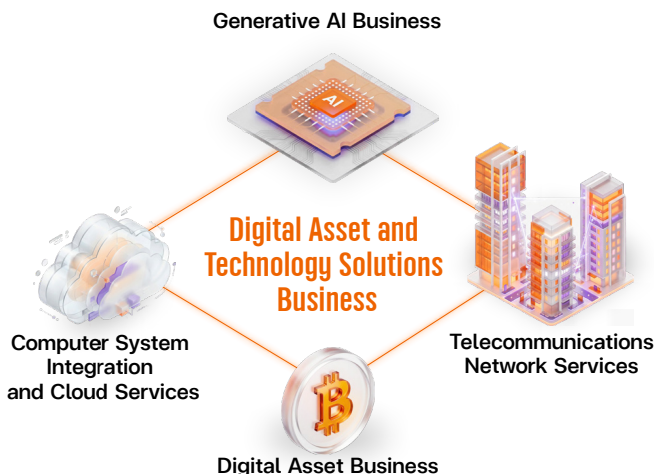 Generative AI Business
AI
Digital Asset and
Technology Solutions
Business
Computer System
Integration
and Cloud Services
Telecommunications
Network Services
Digital Asset Business